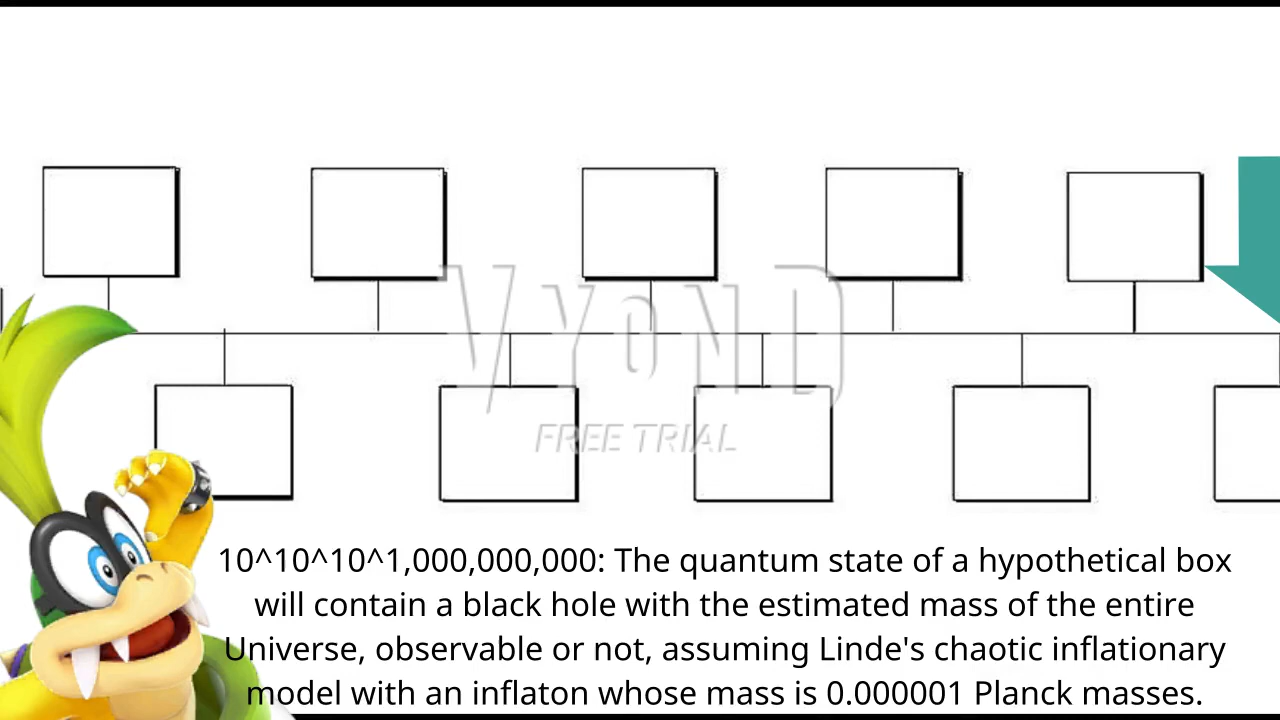 VYOND
FREE TRIAL
10^10^10^1,000,000,000: The quantum state of a hypothetical box
will contain a black hole with the estimated mass of the entire
Universe, observable or not, assuming Linde's chaotic inflationary
model with an inflaton whose mass is 0.000001 Planck masses.